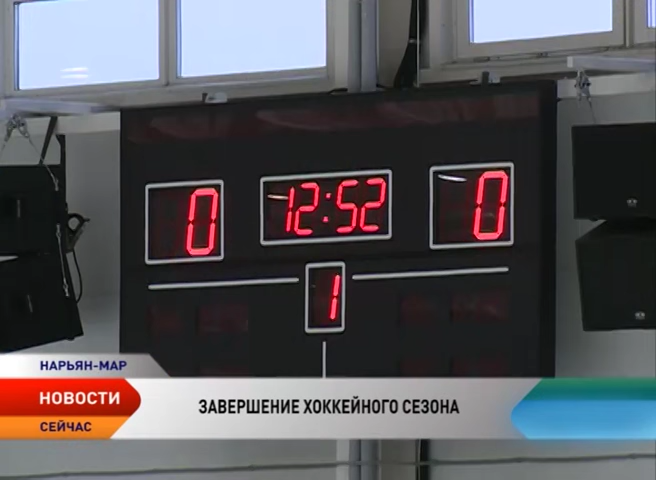 0 12:52 0
1
НАРЬЯН-МАР
НОВОСТИ
СЕЙЧАС
ЗАВЕРШЕНИЕ ХОККЕЙНОГО СЕЗОНА